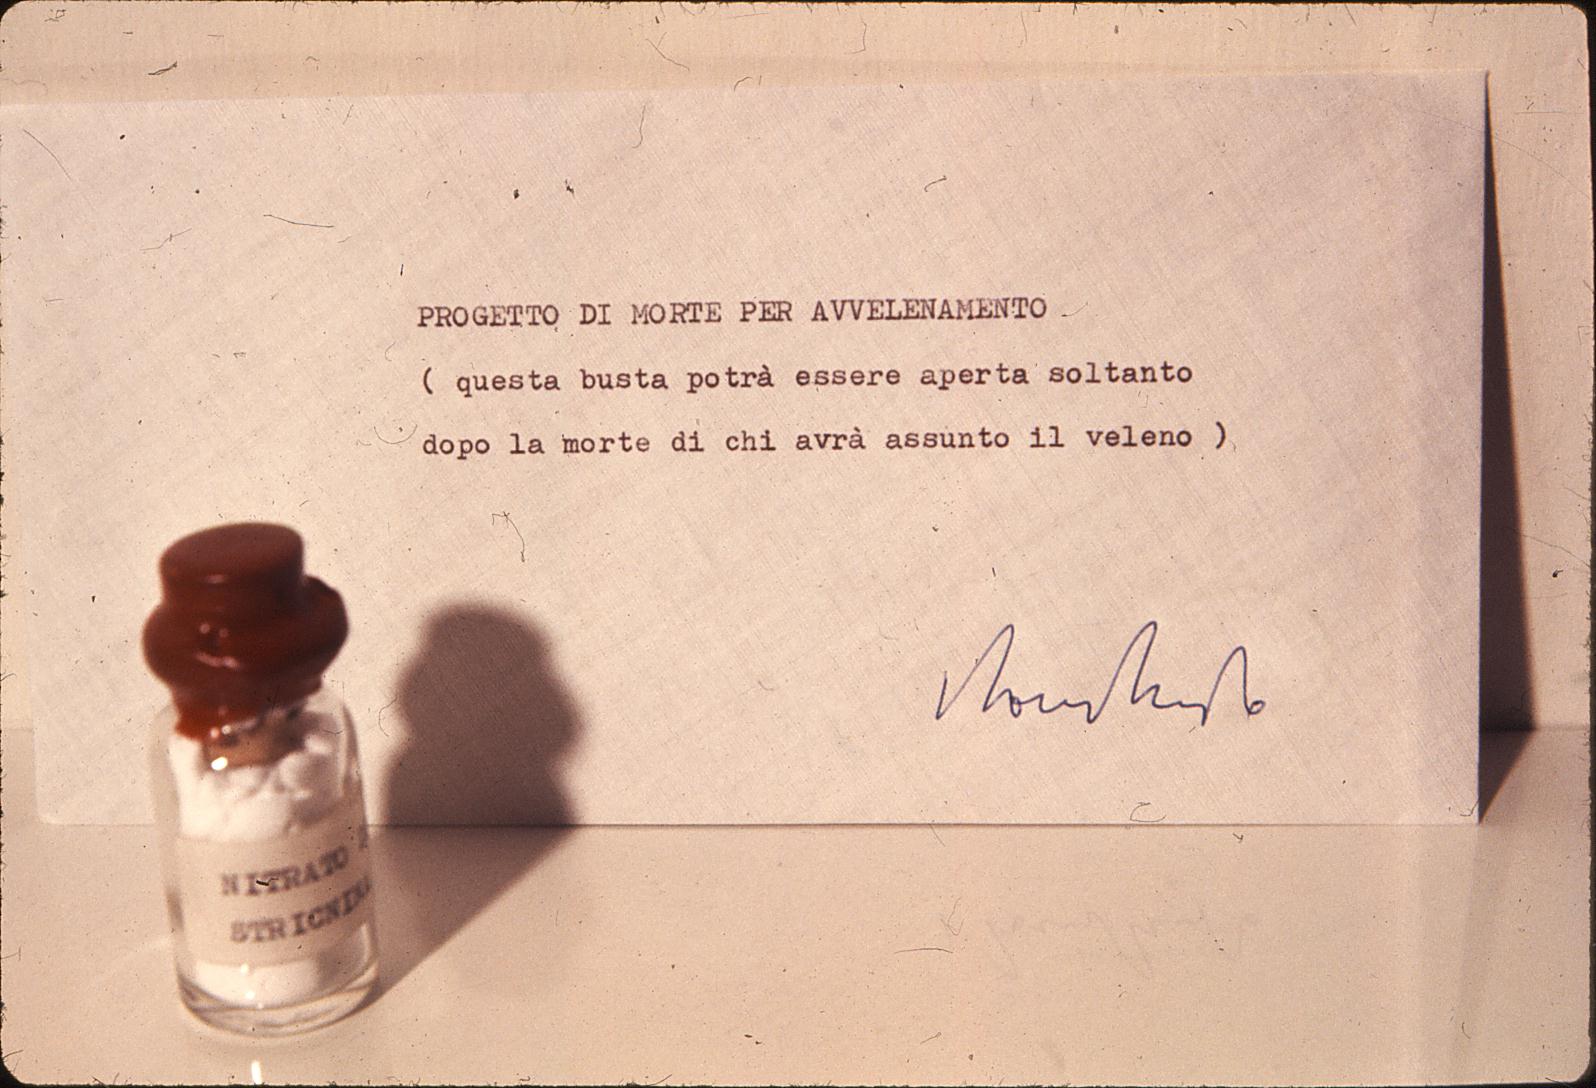 PROGETTO DI MORTE PER AVVELENAMENTO
( questa busta potrà essere aperta soltanto
dopo la morte di chi avrà assunto il veleno )
NITRATO
STRICNINA